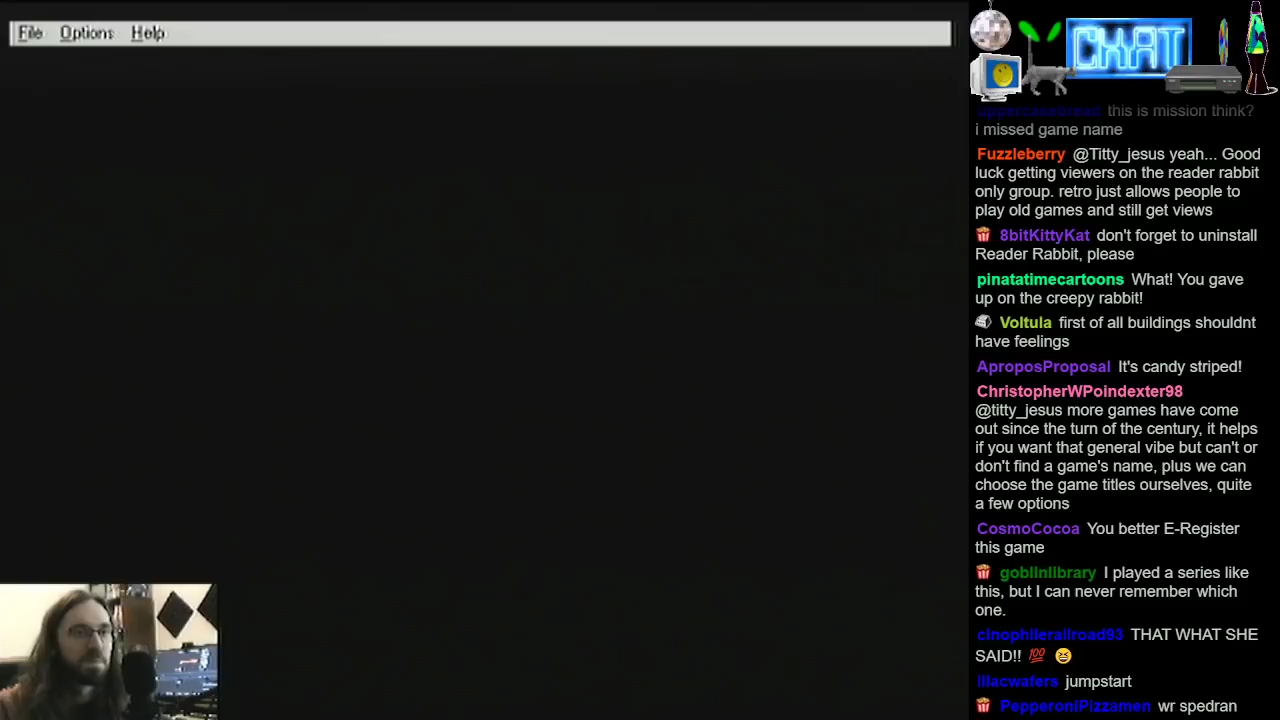 File Options Help
CHAT
uppercasebread this is mission think?
i missed game name
Fuzzleberry @Titty_jesus yeah... Good
luck getting viewers on the reader rabbit
only group. retro just allows people to
play old games and still get views
8bitKittyKat don't forget to uninstall
Reader Rabbit, please
pinatatimecartoons What! You gave
up on the creepy rabbit!
Voltula first of all buildings shouldnt
have feelings
AproposProposal It's candy striped!
ChristopherWPoindexter98
@titty_jesus more games have come
out since the turn of the century, it helps
if you want that general vibe but can't or
don't find a game's name, plus we can
choose the game titles ourselves, quite
a few options
CosmoCocoa You better E-Register
this game
goblinlibrary I played a series like
this, but I can never remember which
one.
cinophilerailroad93 THAT WHAT SHE
SAID!! 💯 😆
lilacwafers jumpstart
PepperoniPizzamen wr spedran